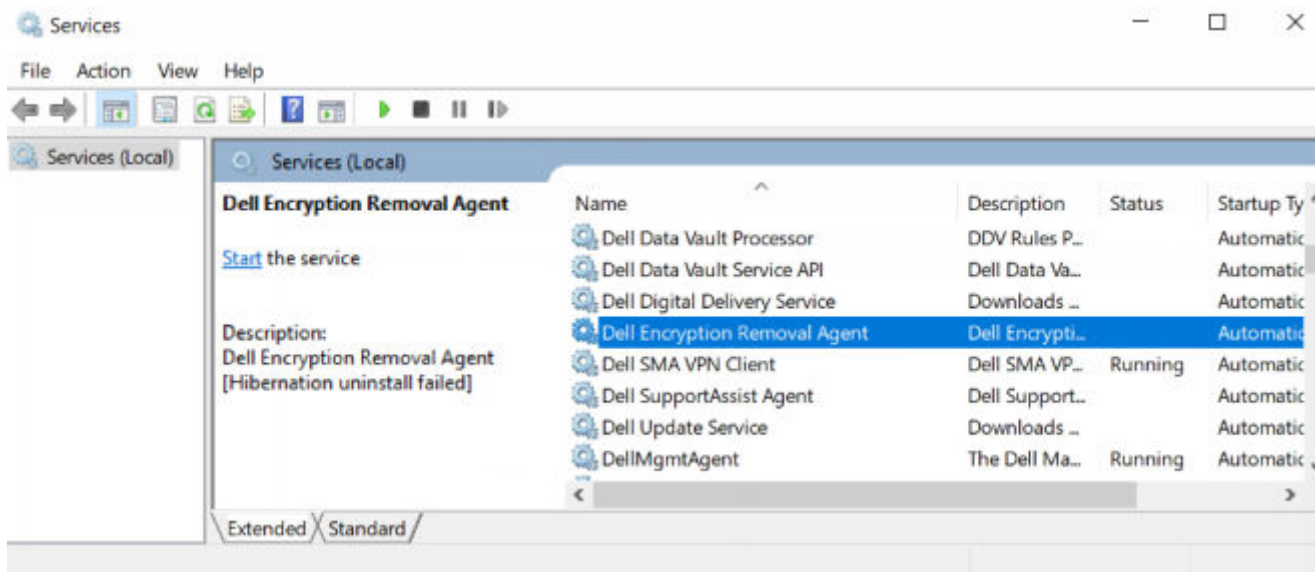 Services
File Action View Help
Services (Local)
Services (Local)
Dell Encryption Removal Agent
Start the service
Description:
Dell Encryption Removal Agent
[Hibernation uninstall failed]
Name Description Status Startup Ty
Dell Data Vault Processor DDV Rules P... Automatic
Dell Data Vault Service API Dell Data Va... Automatic
Dell Digital Delivery Service Downloads ... Automatic
Dell Encryption Removal Agent Dell Encrypti... Automatic
Dell SMA VPN Client Dell SMA VP... Running Automatic
Dell SupportAssist Agent Dell Support... Automatic
Dell Update Service Downloads ... Automatic
DellMgmtAgent The Dell Ma... Running Automatic
Extended Standard